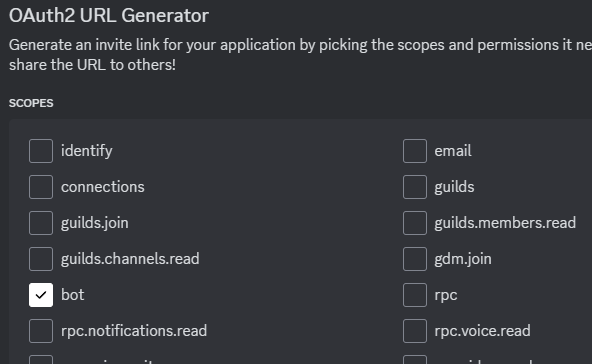 OAuth2 URL Generator
Generate an invite link for your application by picking the scopes and permissions it
share the URL to others!
SCOPES
identify
email
connections
guilds
guilds.join
guilds.members.read
guilds.channels.read
gdm.join
bot
rpc
rpc.notifications.read
rpc.voice.read